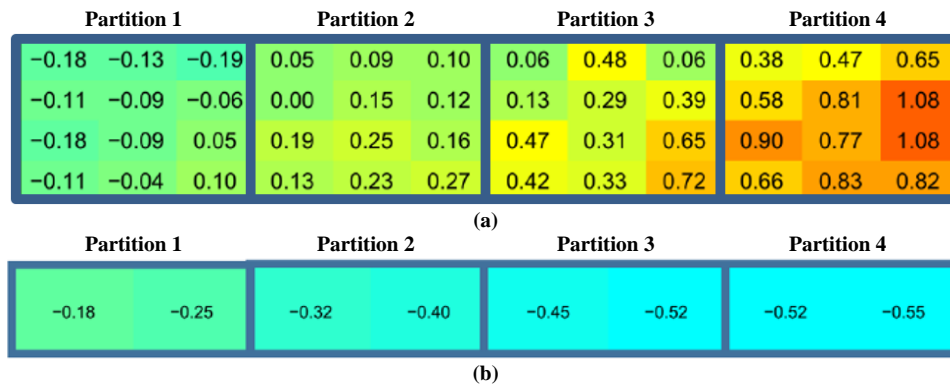 Partition 1 Partition 2 Partition 3 Partition 4
−0.18 −0.13 −0.19 0.05 0.09 0.10 0.06 0.48 0.06 0.38 0.47 0.65
−0.11 −0.09 −0.06 0.00 0.15 0.12 0.13 0.29 0.39 0.58 0.81 1.08
−0.18 −0.09 0.05 0.19 0.25 0.16 0.47 0.31 0.65 0.90 0.77 1.08
−0.11 −0.04 0.10 0.13 0.23 0.27 0.42 0.33 0.72 0.66 0.83 0.82
(a)
Partition 1 Partition 2 Partition 3 Partition 4
−0.18 −0.25 −0.32 −0.40 −0.45 −0.52 −0.52 −0.55
(b)